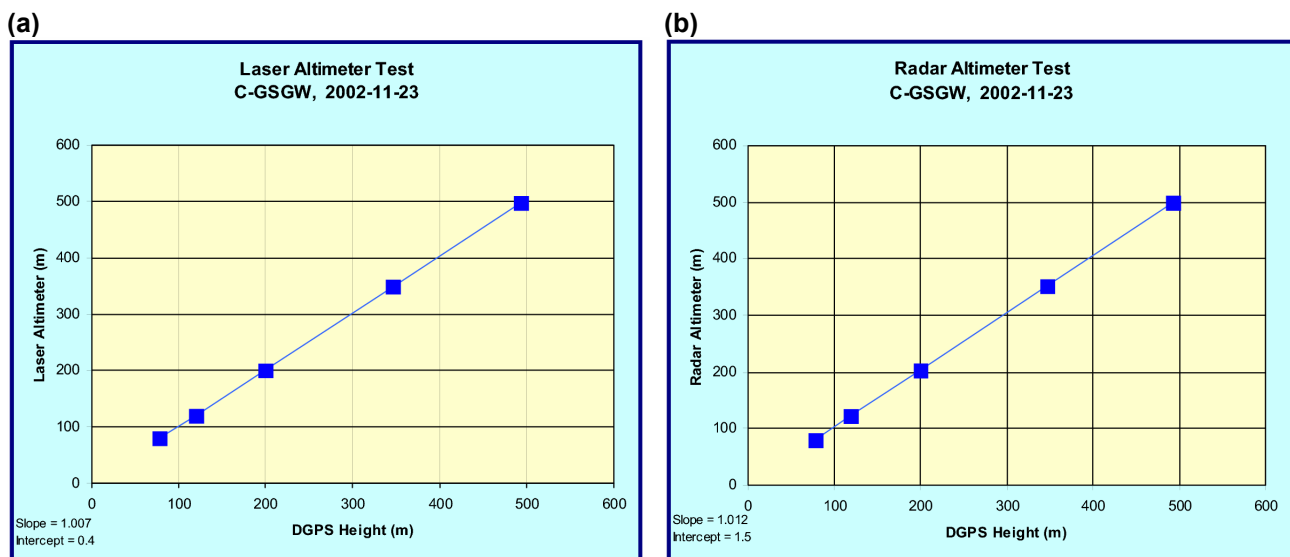 (a)
Laser Altimeter Test
C-GSGW, 2002-11-23
600
500
400
300
200
100
0
Laser Altimeter (m)
0 100 200 300 400 500 600
DGPS Height (m)
Slope = 1.007
Intercept = 0.4
(b)
Radar Altimeter Test
C-GSGW, 2002-11-23
600
500
400
300
200
100
0
Radar Altimeter (m)
0 100 200 300 400 500 600
DGPS Height (m)
Slope = 1.012
Intercept = 1.5